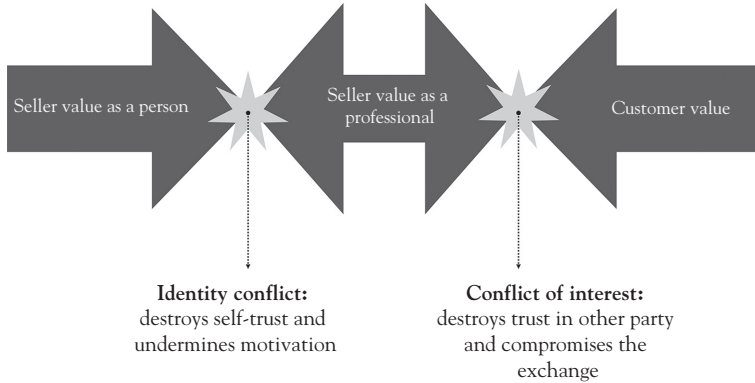 Seller value as a person
Seller value as a
professional
Customer value
Identity conflict:
destroys self-trust and
undermines motivation
Conflict of interest:
destroys trust in other party
and compromises the
exchange